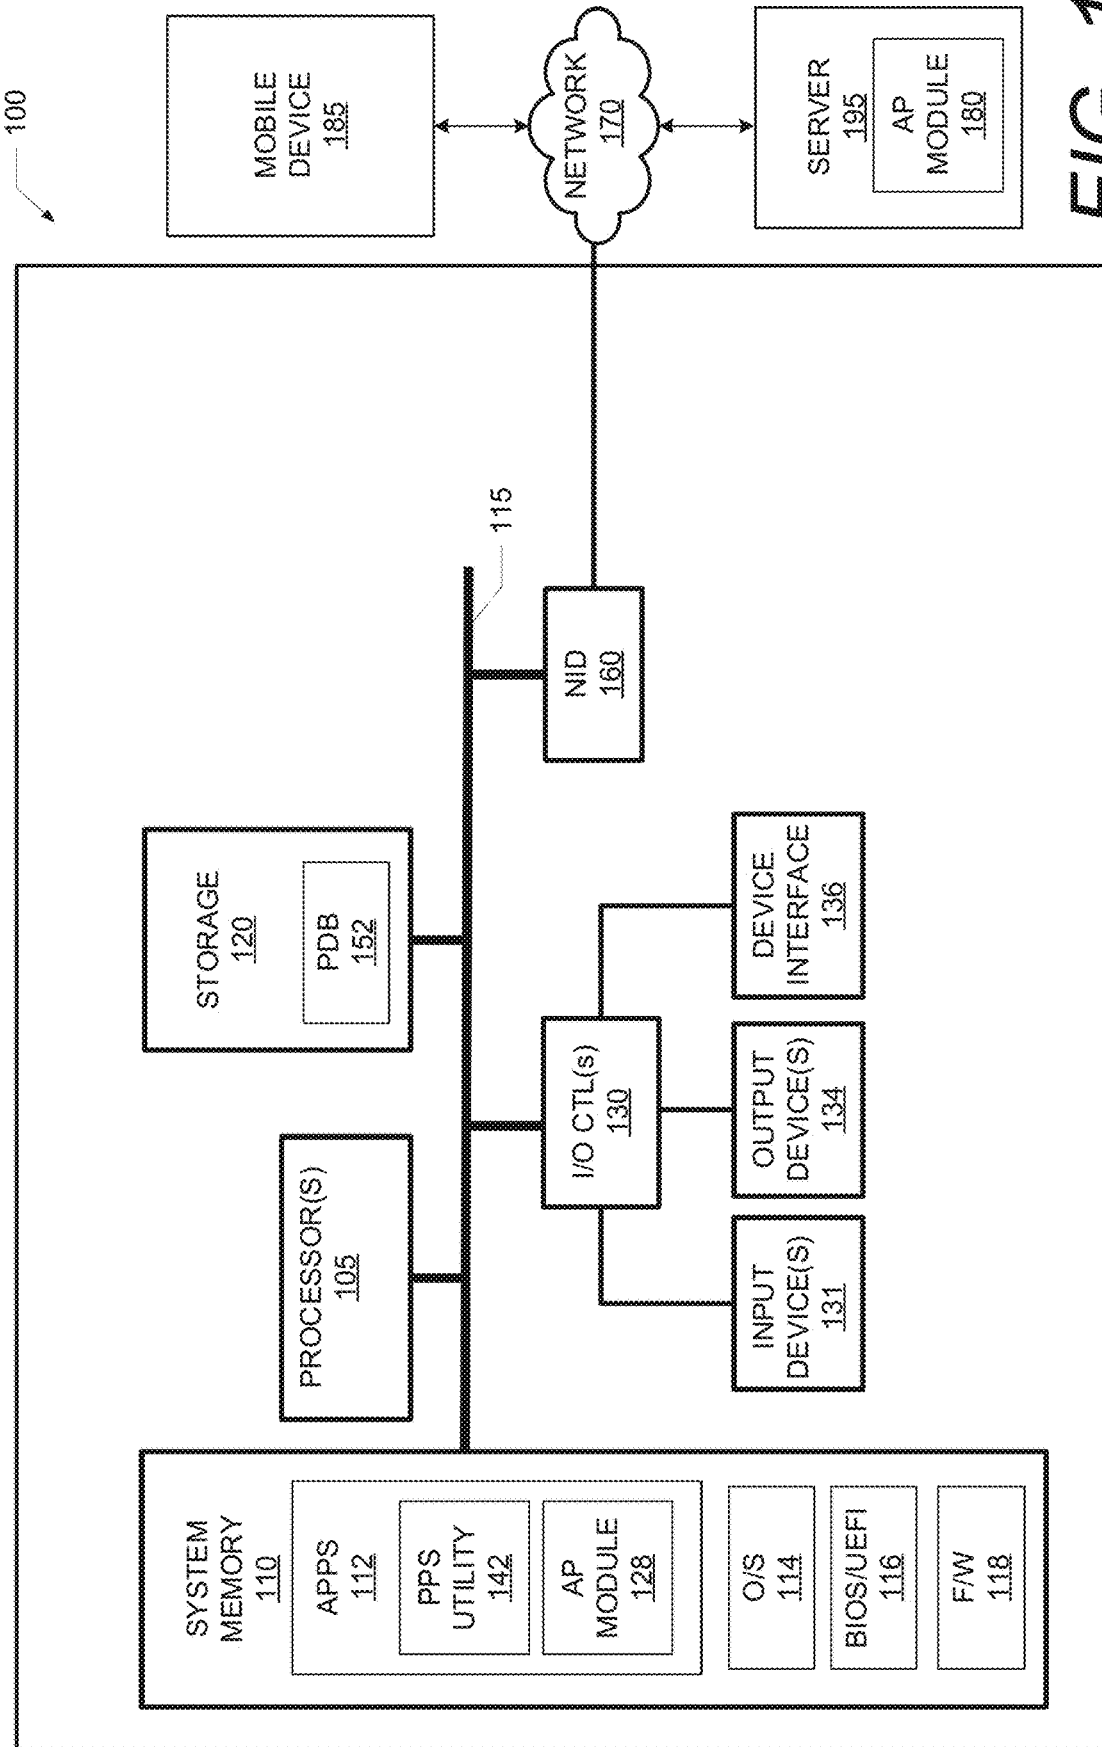 100
SYSTEM
MEMORY
110
APPS
112
PPS
UTILITY
142
AP
MODULE
128
O/S
114
BIOS/UEFI
116
F/W
118
PROCESSOR(S)
105
STORAGE
120
PDB
152
115
I/O CTL(s)
130
INPUT
DEVICE(S)
131
OUTPUT
DEVICE(S)
134
DEVICE
INTERFACE
136
NID
160
MOBILE
DEVICE
185
NETWORK
170
SERVER
195
AP
MODULE
180
FIG. 1